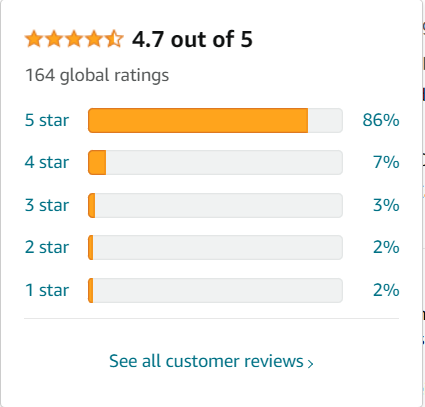 4.7 out of 5
164 global ratings
5 star 86%
4 star 7%
3 star 3%
2 star 2%
1 star 2%
See all customer reviews ›